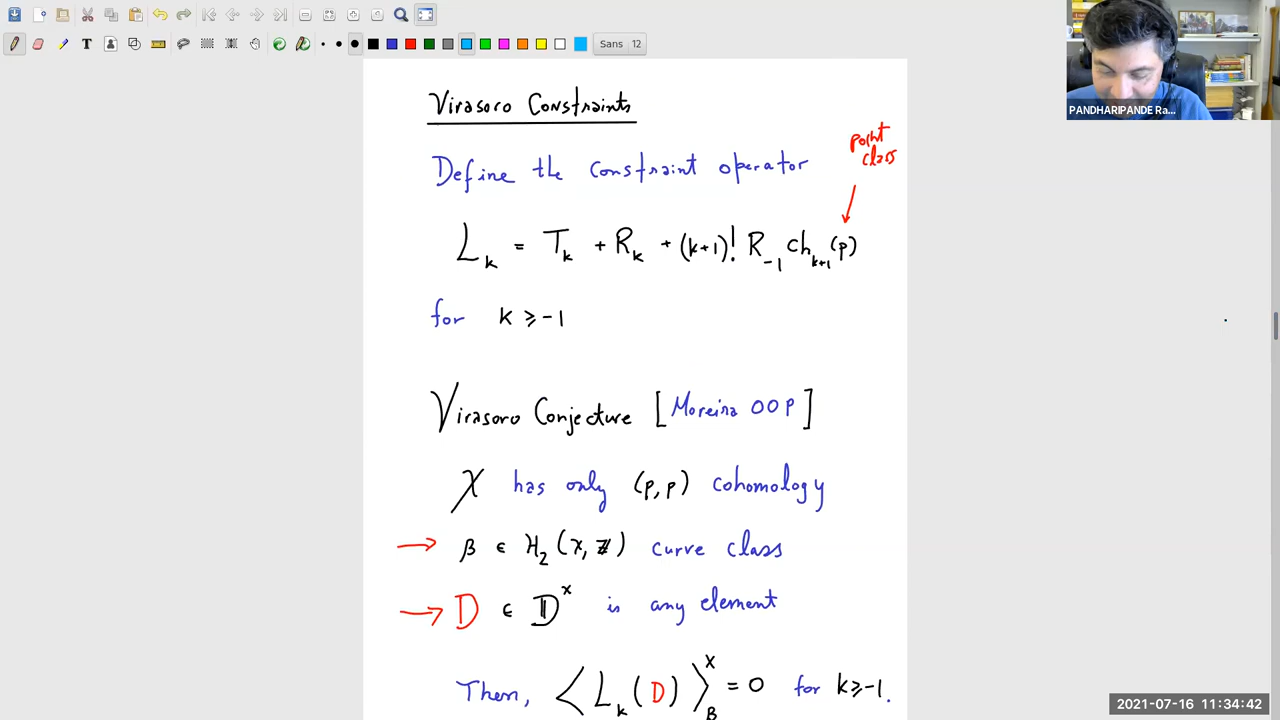 Sans 12
PANDHARIPANDE Ra...
Virasoro Constraints
point class
Define the constraint operator
L_k = T_k + R_k + (k+1)! R_{-1} ch_{k+1}(p)
for k ≥ -1
Virasoro Conjecture [Moreira OOP]
X has only (p,p) cohomology
→ β ∈ H_2(X, ℤ) curve class
→ D ∈ 𝔻^X is any element
Then, ⟨L_k(D)⟩^X_β = 0 for k ≥ -1.
2021-07-16 11:34:42